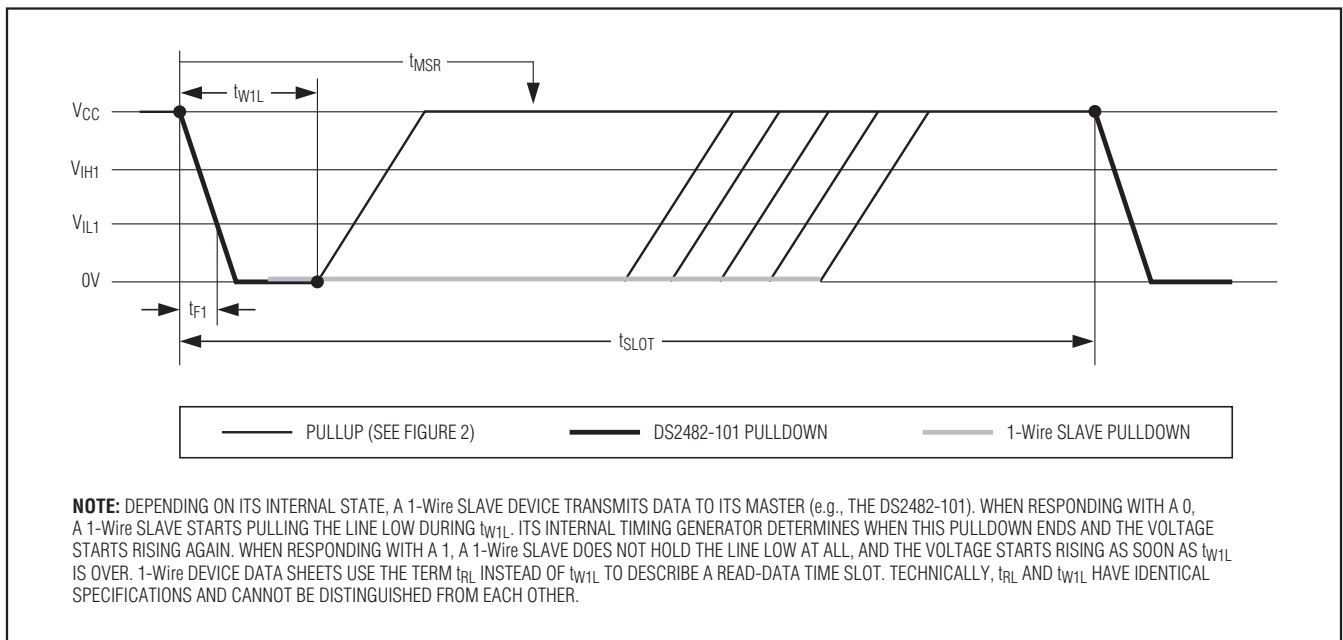 tMSR
tW1L
VCC
VIH1
VIL1
0V
tF1
tSLOT
PULLUP (SEE FIGURE 2) DS2482-101 PULLDOWN 1-Wire SLAVE PULLDOWN
NOTE: DEPENDING ON ITS INTERNAL STATE, A 1-Wire SLAVE DEVICE TRANSMITS DATA TO ITS MASTER (e.g., THE DS2482-101). WHEN RESPONDING WITH A 0,
A 1-Wire SLAVE STARTS PULLING THE LINE LOW DURING tW1L. ITS INTERNAL TIMING GENERATOR DETERMINES WHEN THIS PULLDOWN ENDS AND THE VOLTAGE
STARTS RISING AGAIN. WHEN RESPONDING WITH A 1, A 1-Wire SLAVE DOES NOT HOLD THE LINE LOW AT ALL, AND THE VOLTAGE STARTS RISING AS SOON AS tW1L
IS OVER. 1-Wire DEVICE DATA SHEETS USE THE TERM tRL INSTEAD OF tW1L TO DESCRIBE A READ-DATA TIME SLOT. TECHNICALLY, tRL AND tW1L HAVE IDENTICAL
SPECIFICATIONS AND CANNOT BE DISTINGUISHED FROM EACH OTHER.